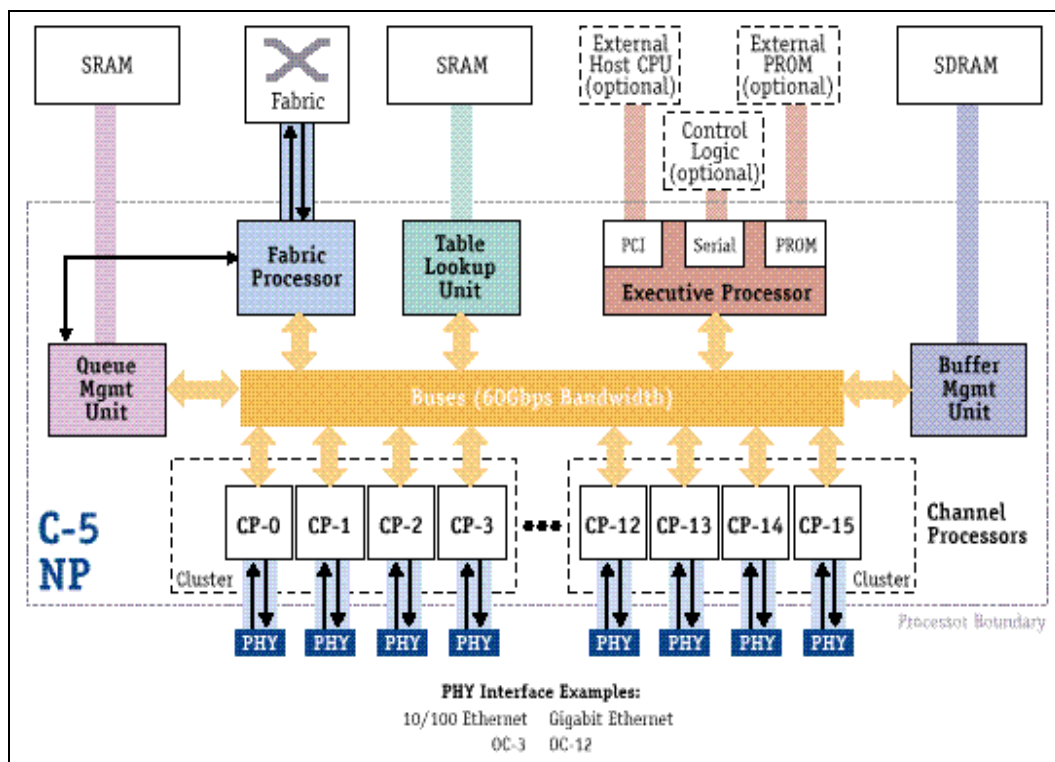 SRAM
Fabric
SRAM
External
Host CPU
(optional)
External
PROM
(optional)
Control
Logic
(optional)
SDRAM
Fabric
Processor
Table
Lookup
Unit
PCI
Serial
PROM
Executive Processor
Queue
Mgmt
Unit
Buses (60Gbps Bandwidth)
Buffer
Mgmt
Unit
CP-0
CP-1
CP-2
CP-3
CP-12
CP-13
CP-14
CP-15
Channel
Processors
C-5
NP
Cluster
Cluster
Processor Boundary
PHY
PHY
PHY
PHY
PHY
PHY
PHY
PHY
PHY Interface Examples:
10/100 Ethernet Gigabit Ethernet
OC-3 OC-12